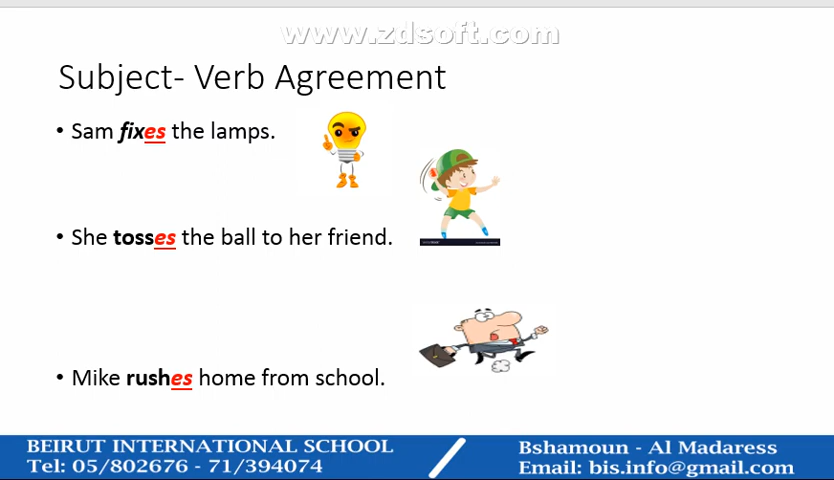 www.zdsoft.com
Subject- Verb Agreement
• Sam fixes the lamps.
• She tosses the ball to her friend.
• Mike rushes home from school.
BEIRUT INTERNATIONAL SCHOOL
Tel: 05/802676 - 71/394074
Bshamoun - Al Madaress
Email: bis.info@gmail.com